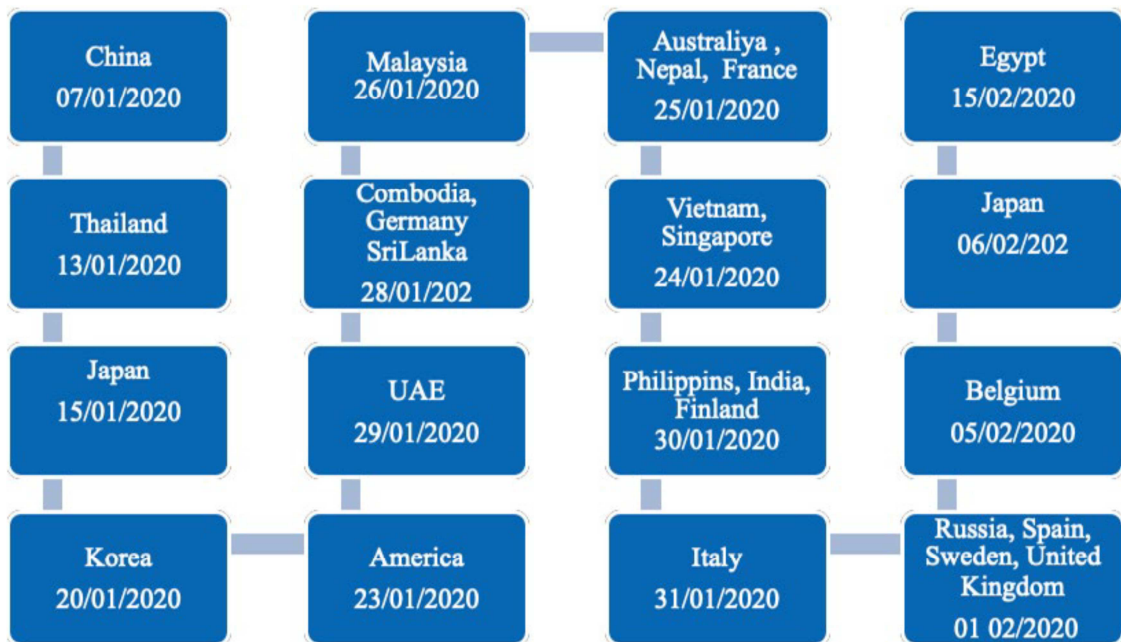 China
07/01/2020
Thailand
13/01/2020
Japan
15/01/2020
Korea
20/01/2020
America
23/01/2020
UAE
29/01/2020
Combodia,
Germany
SriLanka
28/01/202
Malaysia
26/01/2020
Australiya ,
Nepal, France
25/01/2020
Vietnam,
Singapore
24/01/2020
Philippins, India,
Finland
30/01/2020
Italy
31/01/2020
Russia, Spain,
Sweden, United
Kingdom
01 02/2020
Belgium
05/02/2020
Japan
06/02/202
Egypt
15/02/2020